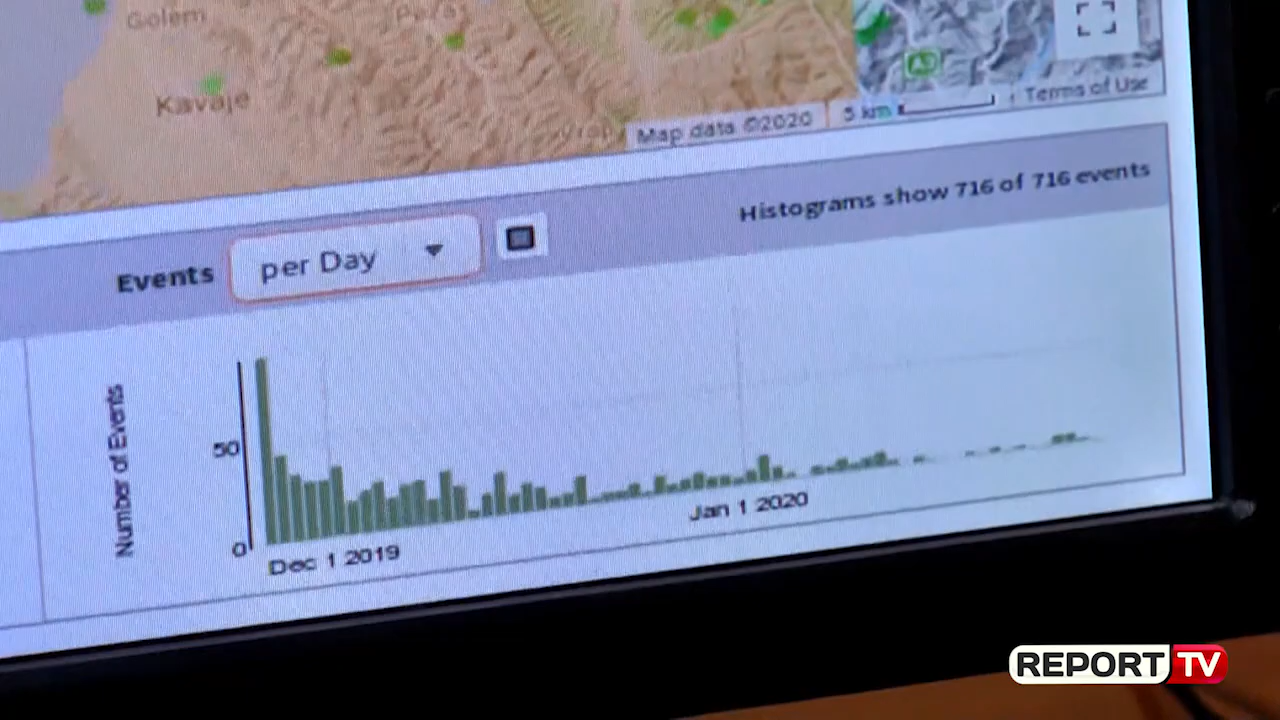 Golem
Kavaje
A3
Map data ©2020
5 km
Terms of Use
Events
per Day
Histograms show 716 of 716 events
Number of Events
50
0
Dec 1 2019
Jan 1 2020
REPORT TV